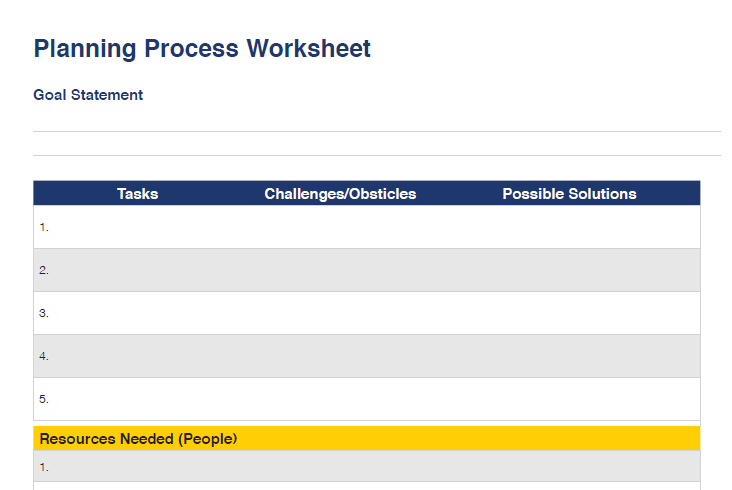 Planning Process Worksheet
Goal Statement
Tasks Challenges/Obsticles Possible Solutions
1.
2.
3.
4.
5.
Resources Needed (People)
1.